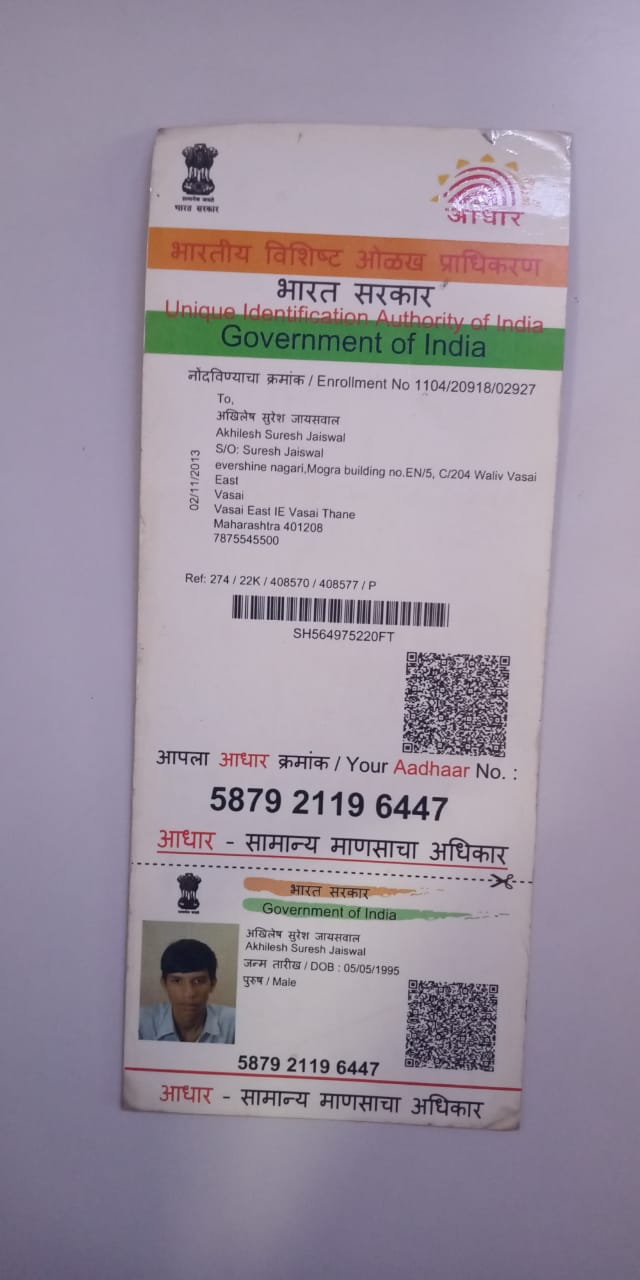 सत्यमेव जयते
भारत सरकार
आधार
भारतीय विशिष्ट ओळख प्राधिकरण
भारत सरकार
Unique Identification Authority of India
Government of India
नोंदविण्याचा क्रमांक / Enrollment No 1104/20918/02927
To,
अखिलेष सुरेश जायसवाल
Akhilesh Suresh Jaiswal
S/O: Suresh Jaiswal
evershine nagari,Mogra building no.EN/5, C/204 Waliv Vasai
East
Vasai
Vasai East IE Vasai Thane
Maharashtra 401208
7875545500
02/11/2013
Ref: 274 / 22K / 408570 / 408577 / P
SH564975220FT
आपला आधार क्रमांक / Your Aadhaar No. :
5879 2119 6447
आधार - सामान्य माणसाचा अधिकार
भारत सरकार
Government of India
अखिलेष सुरेश जायसवाल
Akhilesh Suresh Jaiswal
जन्म तारीख / DOB : 05/05/1995
पुरुष / Male
5879 2119 6447
आधार - सामान्य माणसाचा अधिकार